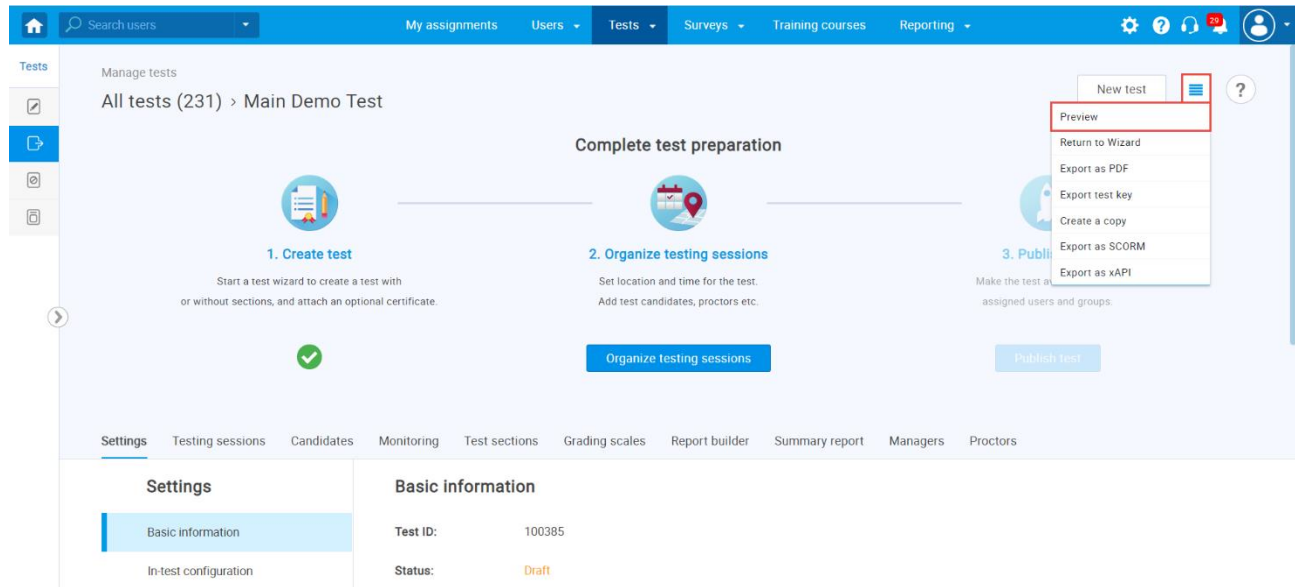 Search users
My assignments
Users
Tests
Surveys
Training courses
Reporting
?
29
Tests
Manage tests
All tests (231) › Main Demo Test
New test
?
Preview
Return to Wizard
Export as PDF
Export test key
Create a copy
Export as SCORM
Export as xAPI
Complete test preparation
1. Create test
Start a test wizard to create a test with
or without sections, and attach an optional certificate.
2. Organize testing sessions
Set location and time for the test.
Add test candidates, proctors etc.
Organize testing sessions
3. Publi
Make the test a
assigned users and groups.
Publish test
Settings
Testing sessions
Candidates
Monitoring
Test sections
Grading scales
Report builder
Summary report
Managers
Proctors
Settings
Basic information
In-test configuration
Basic information
Test ID: 100385
Status: Draft